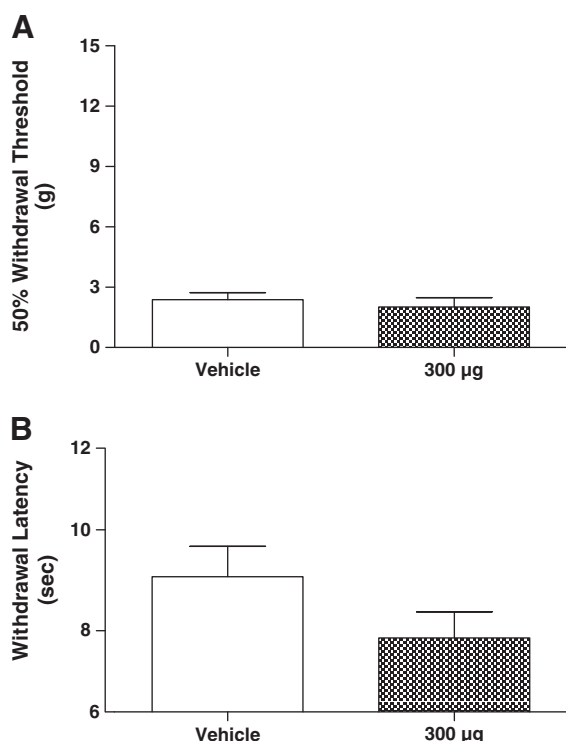 A
50% Withdrawal Threshold
(g)
15
12
9
6
3
0
Vehicle
300 µg
B
Withdrawal Latency
(sec)
12
10
8
6
Vehicle
300 µg